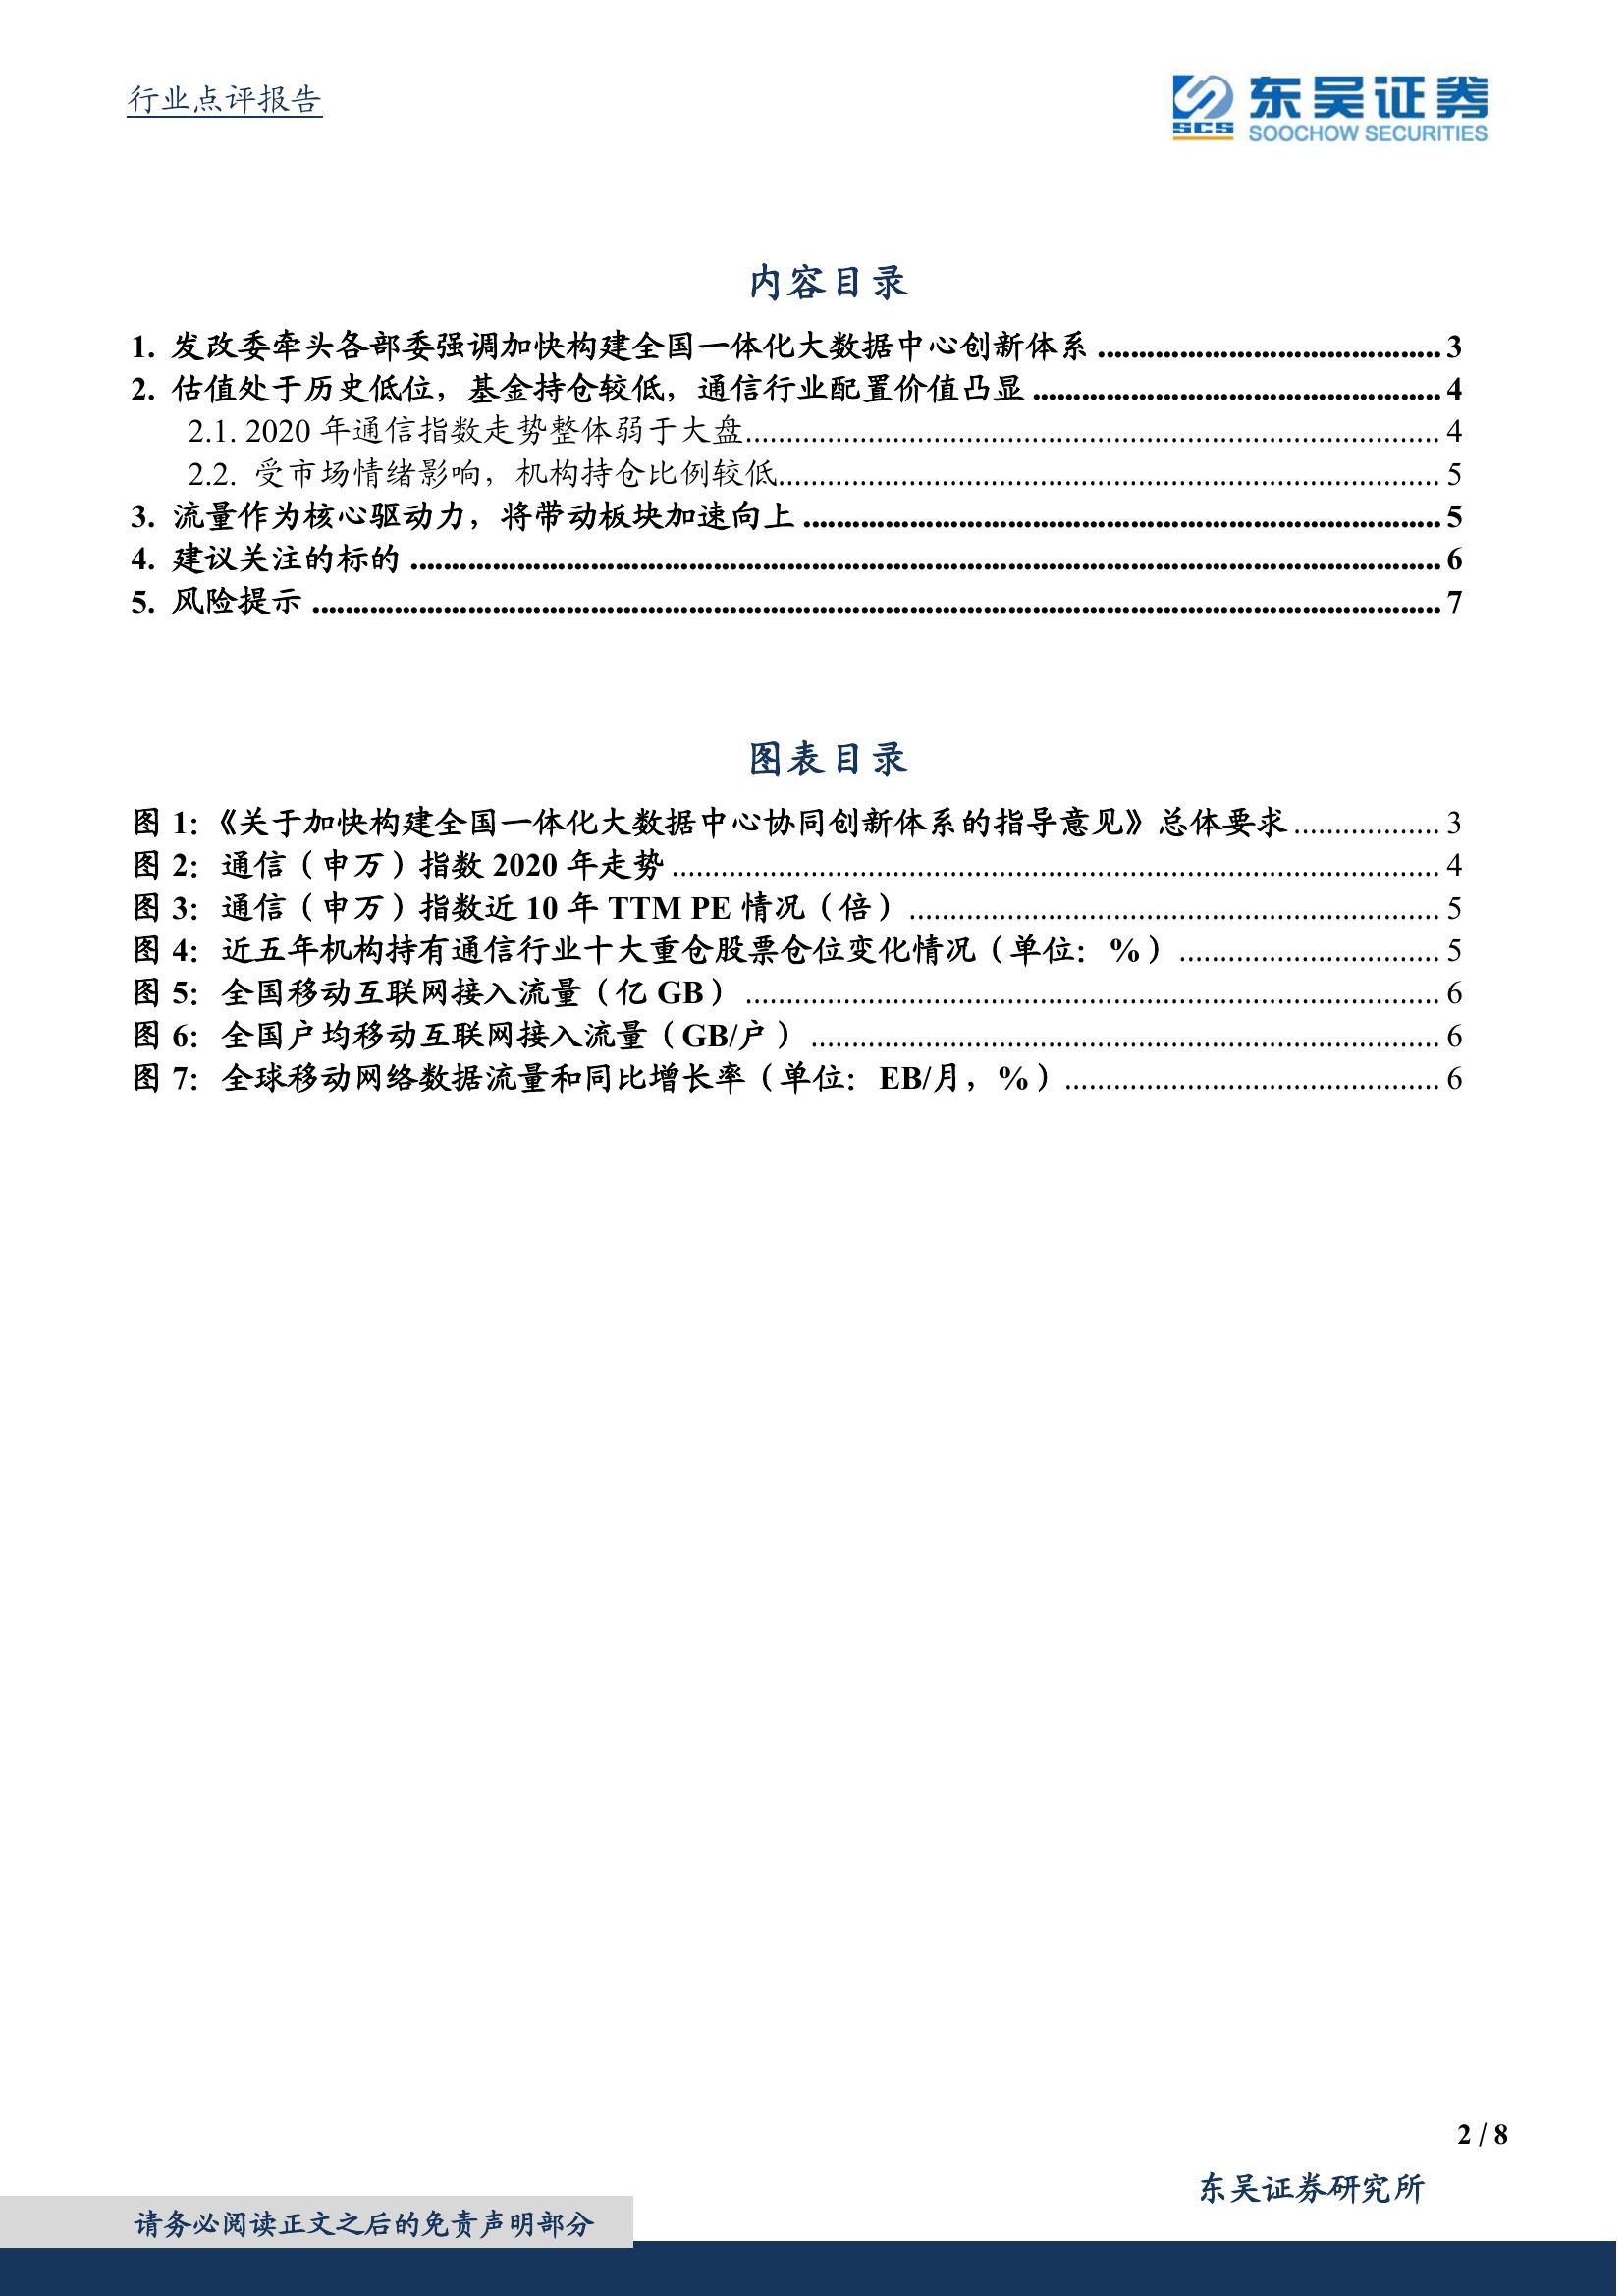 行业点评报告
SCS 东吴证券
SOOCHOW SECURITIES
内容目录
1. 发改委牵头各部委强调加快构建全国一体化大数据中心创新体系 ........................................ 3
2. 估值处于历史低位，基金持仓较低，通信行业配置价值凸显 ........................................ 4
2.1. 2020 年通信指数走势整体弱于大盘........................................ 4
2.2. 受市场情绪影响，机构持仓比例较低........................................ 5
3. 流量作为核心驱动力，将带动板块加速向上 ........................................ 5
4. 建议关注的标的 ........................................ 6
5. 风险提示 ........................................ 7
图表目录
图 1：《关于加快构建全国一体化大数据中心协同创新体系的指导意见》总体要求.................. 3
图 2：通信（申万）指数 2020 年走势 ........................................ 4
图 3：通信（申万）指数近 10 年 TTM PE 情况（倍） ........................................ 5
图 4：近五年机构持有通信行业十大重仓股票仓位变化情况（单位：%） ................................ 5
图 5：全国移动互联网接入流量（亿 GB） ........................................ 6
图 6：全国户均移动互联网接入流量（GB/户） ........................................ 6
图 7：全球移动网络数据流量和同比增长率（单位：EB/月，%）........................................ 6
2 / 8
东吴证券研究所
请务必阅读正文之后的免责声明部分